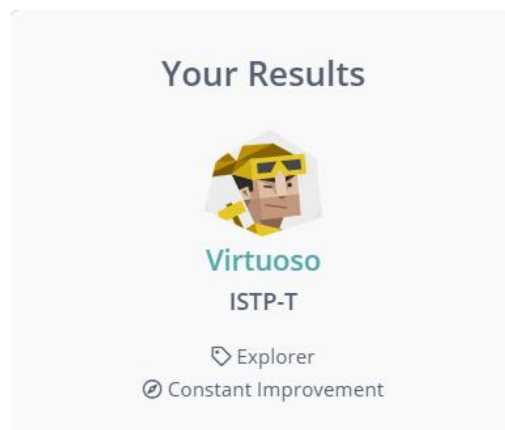 Your Results
Virtuoso
ISTP-T
Explorer
Constant Improvement